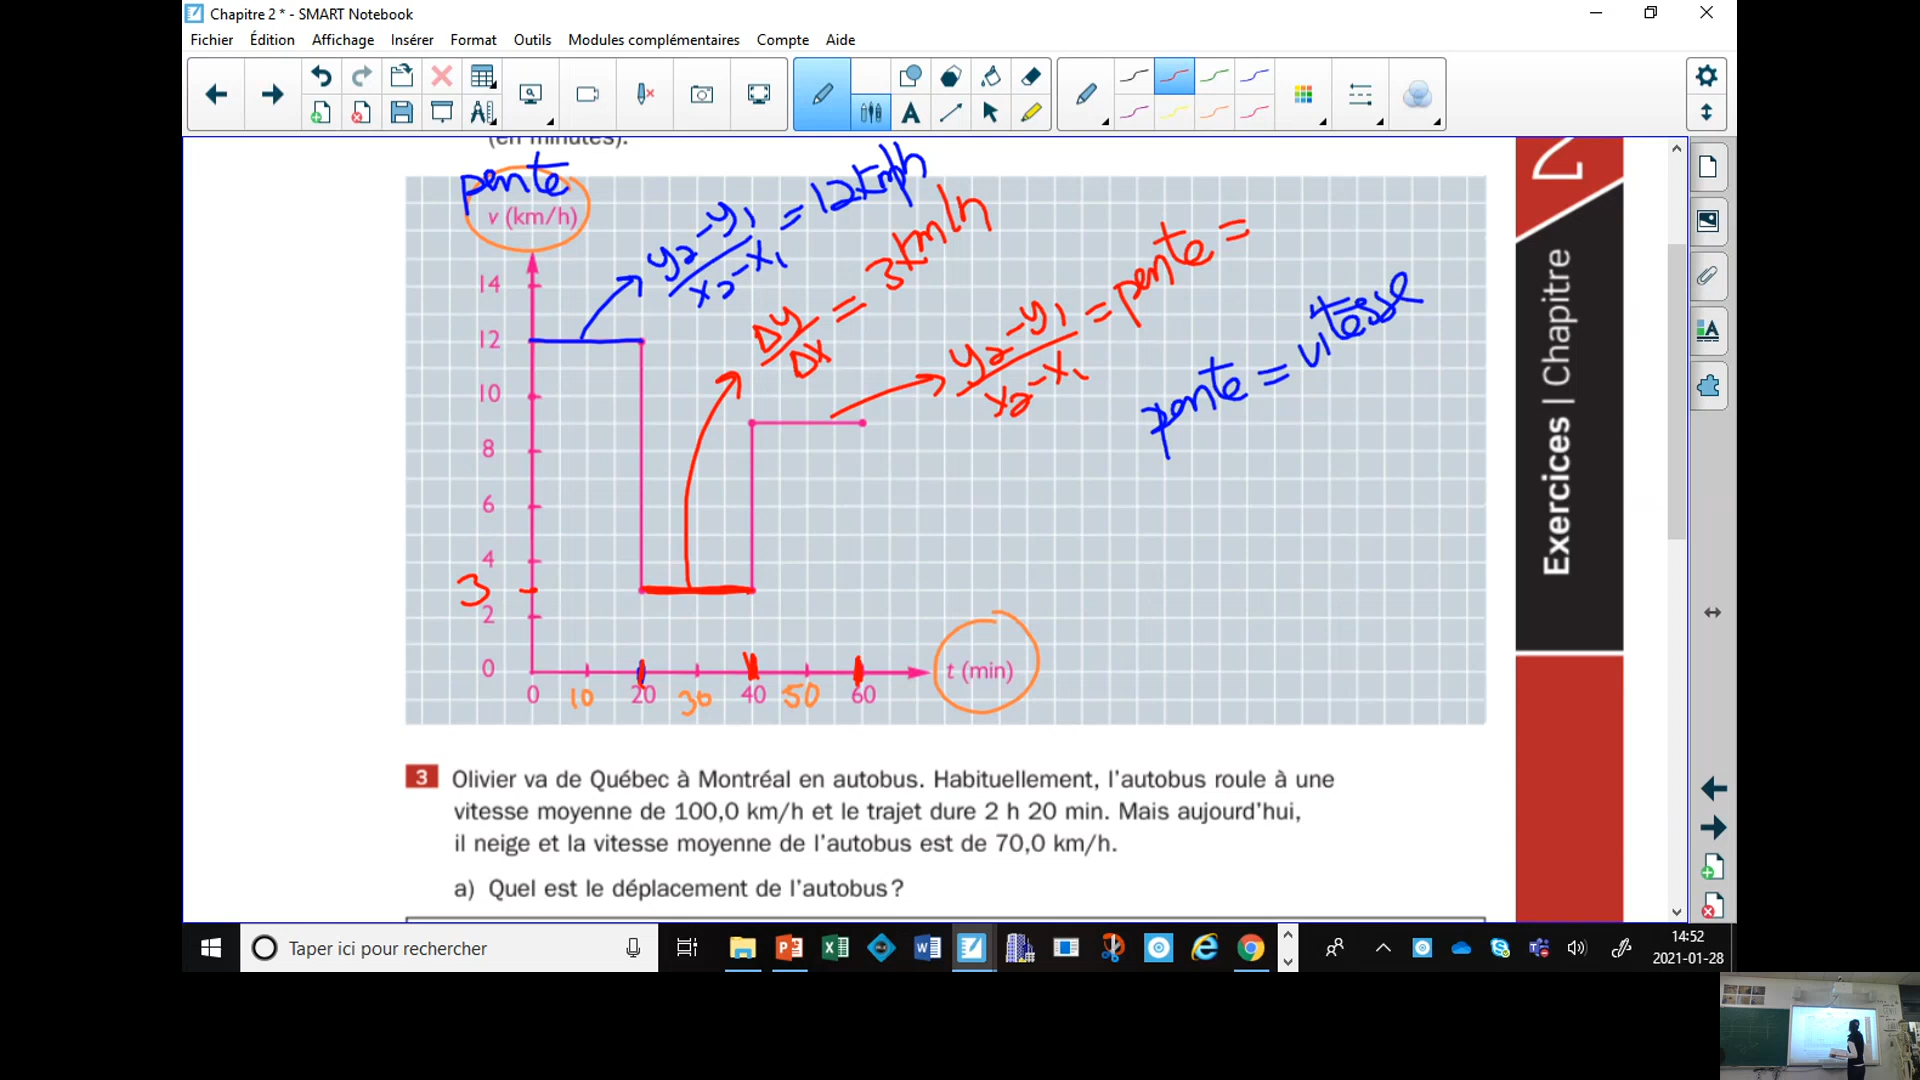 Chapitre 2 * - SMART Notebook
Fichier Édition Affichage Insérer Format Outils Modules complémentaires Compte Aide
(en minutes).
pente
v (km/h)
y2-y1/x2-x1 = 12km/h
Δy/Δx = 3km/h
y2-y1/x2-x1 = pente =
pente = vitesse
14
12
10
8
6
4
3
2
0
0 10 20 30 40 50 60
t (min)
Exercices | Chapitre
2
3 Olivier va de Québec à Montréal en autobus. Habituellement, l'autobus roule à une
vitesse moyenne de 100,0 km/h et le trajet dure 2 h 20 min. Mais aujourd'hui,
il neige et la vitesse moyenne de l'autobus est de 70,0 km/h.
a) Quel est le déplacement de l'autobus ?
Taper ici pour rechercher
14:52
2021-01-28